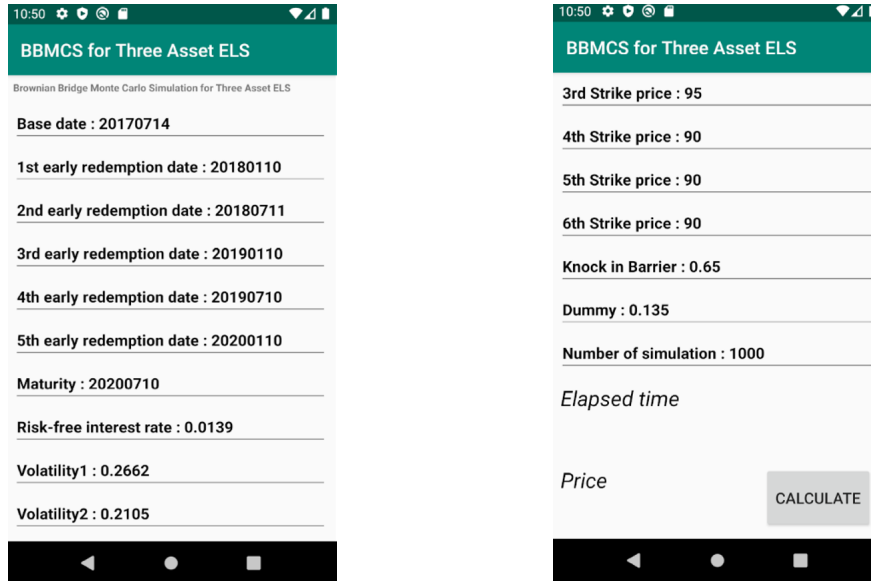 10:50
BBMCS for Three Asset ELS
Brownian Bridge Monte Carlo Simulation for Three Asset ELS
Base date : 20170714
1st early redemption date : 20180110
2nd early redemption date : 20180711
3rd early redemption date : 20190110
4th early redemption date : 20190710
5th early redemption date : 20200110
Maturity : 20200710
Risk-free interest rate : 0.0139
Volatility1 : 0.2662
Volatility2 : 0.2105
10:50
BBMCS for Three Asset ELS
3rd Strike price : 95
4th Strike price : 90
5th Strike price : 90
6th Strike price : 90
Knock in Barrier : 0.65
Dummy : 0.135
Number of simulation : 1000
Elapsed time
Price
CALCULATE